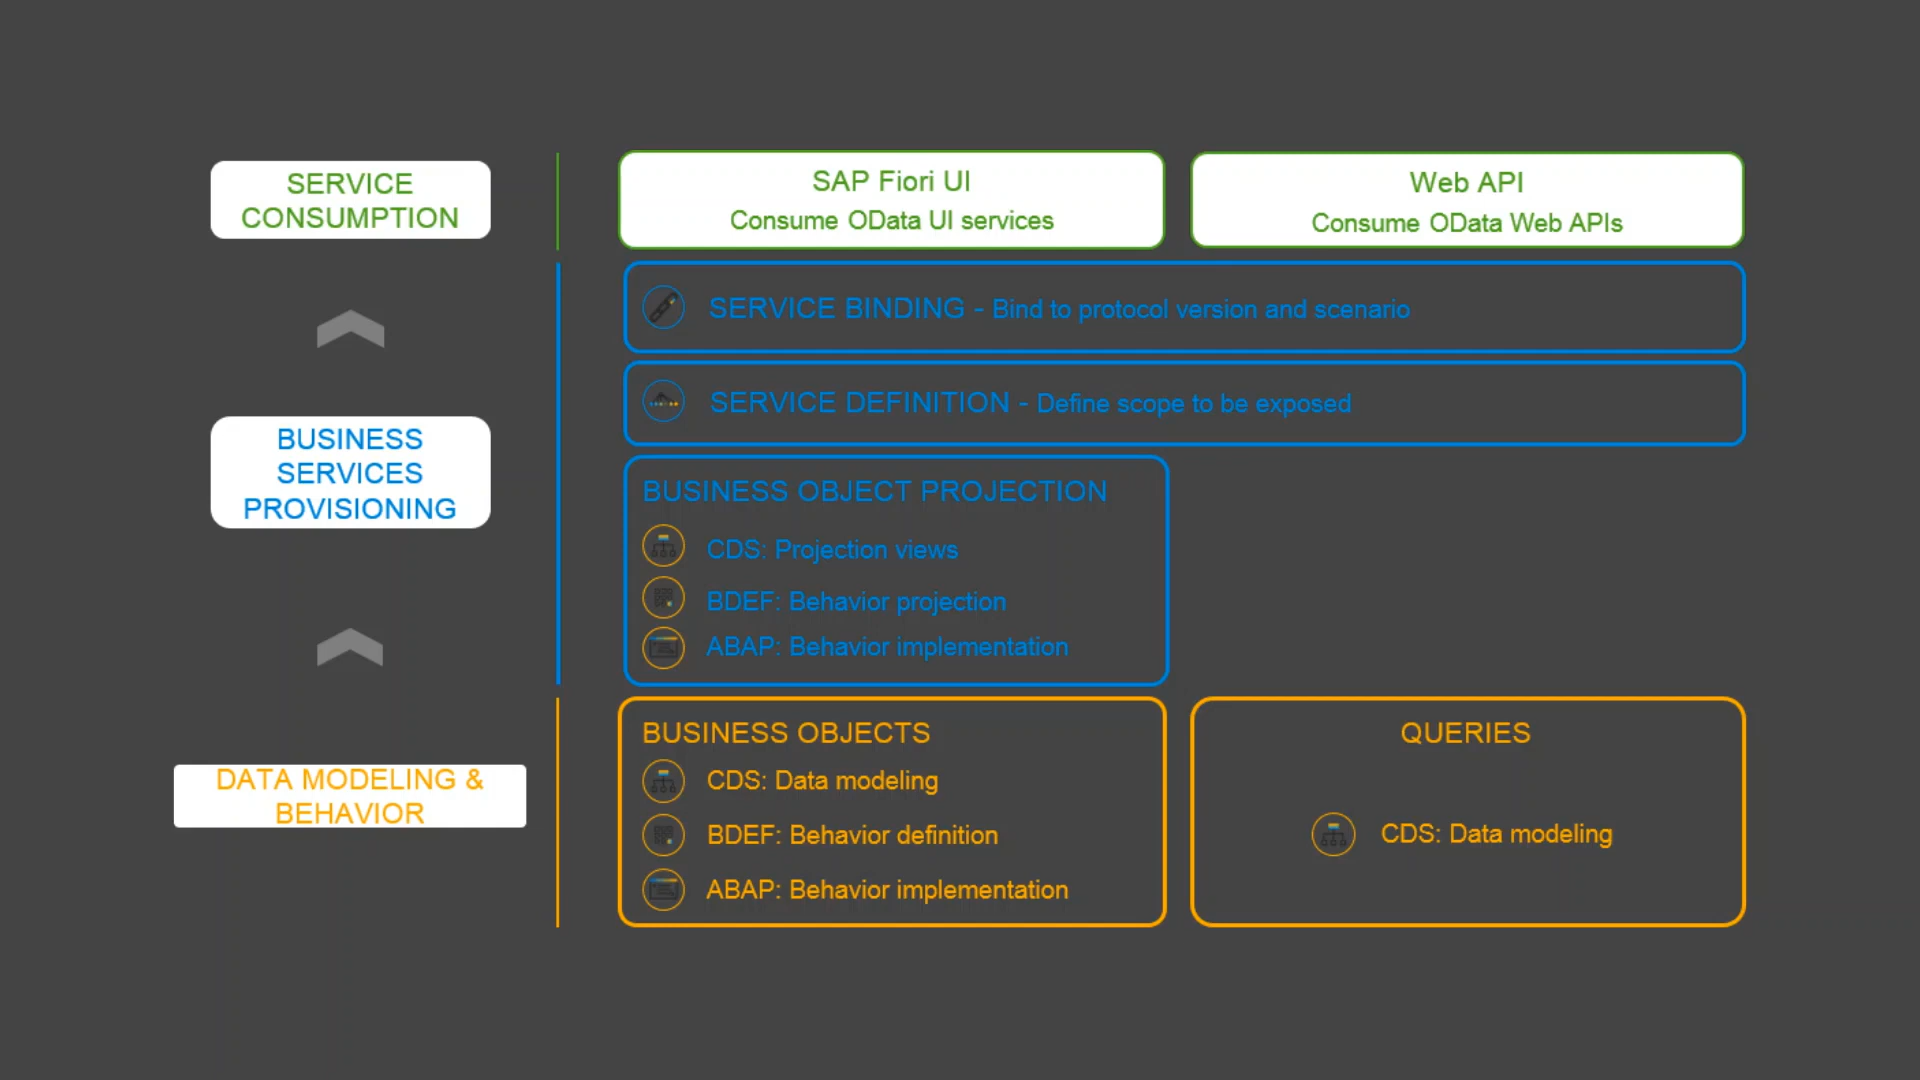 SERVICE
CONSUMPTION
SAP Fiori UI
Consume OData UI services
Web API
Consume OData Web APIs
BUSINESS
SERVICES
PROVISIONING
SERVICE BINDING - Bind to protocol version and scenario
SERVICE DEFINITION - Define scope to be exposed
BUSINESS OBJECT PROJECTION
CDS: Projection views
BDEF: Behavior projection
ABAP: Behavior implementation
DATA MODELING &
BEHAVIOR
BUSINESS OBJECTS
CDS: Data modeling
BDEF: Behavior definition
ABAP: Behavior implementation
QUERIES
CDS: Data modeling